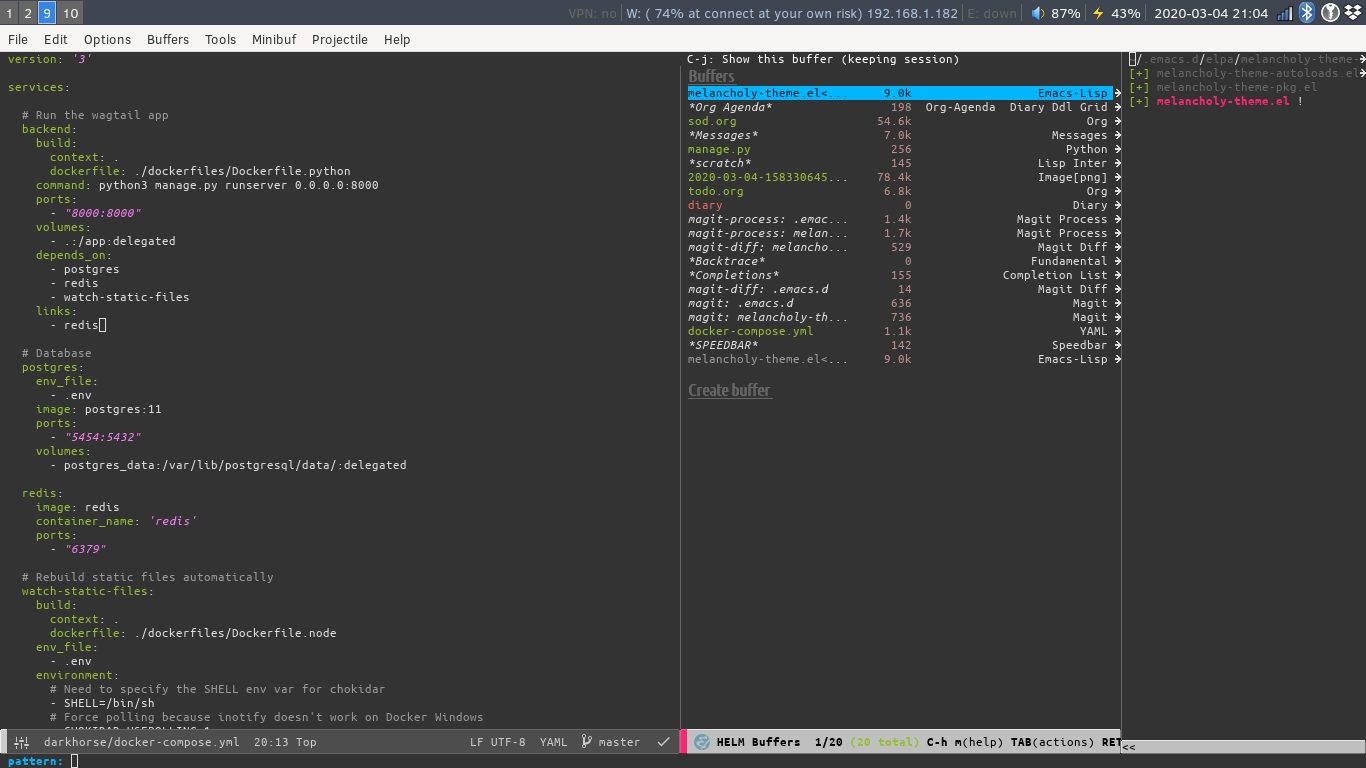 1 2 9 10 VPN: no W: ( 74% at connect at your own risk) 192.168.1.182 E: down 87% 43% 2020-03-04 21:04
File Edit Options Buffers Tools Minibuf Projectile Help
version: '3'
services:
# Run the wagtail app
backend:
build:
context: .
dockerfile: ./dockerfiles/Dockerfile.python
command: python3 manage.py runserver 0.0.0.0:8000
ports:
- "8000:8000"
volumes:
- .:/app:delegated
depends_on:
- postgres
- redis
- watch-static-files
links:
- redis
# Database
postgres:
env_file:
- .env
image: postgres:11
ports:
- "5454:5432"
volumes:
- postgres_data:/var/lib/postgresql/data/:delegated
redis:
image: redis
container_name: 'redis'
ports:
- "6379"
# Rebuild static files automatically
watch-static-files:
build:
context: .
dockerfile: ./dockerfiles/Dockerfile.node
env_file:
- .env
environment:
# Need to specify the SHELL env var for chokidar
- SHELL=/bin/sh
# Force polling because inotify doesn't work on Docker Windows
darkhorse/docker-compose.yml 20:13 Top LF UTF-8 YAML master
C-j: Show this buffer (keeping session)
Buffers
melancholy-theme.el<... 9.0k Emacs-Lisp
*Org Agenda* 198 Org-Agenda Diary Ddl Grid
sod.org 54.6k Org
*Messages* 7.0k Messages
manage.py 256 Python
*scratch* 145 Lisp Inter
2020-03-04-158330645... 78.4k Image[png]
todo.org 6.8k Org
diary 0 Diary
magit-process: .emac... 1.4k Magit Process
magit-process: melan... 1.7k Magit Process
magit-diff: melancho... 529 Magit Diff
*Backtrace* 0 Fundamental
*Completions* 155 Completion List
magit-diff: .emacs.d 14 Magit Diff
magit: .emacs.d 636 Magit
magit: melancholy-th... 736 Magit
docker-compose.yml 1.1k YAML
*SPEEDBAR* 142 Speedbar
melancholy-theme.el<... 9.0k Emacs-Lisp
Create buffer
HELM Buffers 1/20 (20 total) C-h m(help) TAB(actions) RET
/.emacs.d/elpa/melancholy-theme-
[+] melancholy-theme-autoloads.el
[+] melancholy-theme-pkg.el
[+] melancholy-theme.el !
<<
pattern: